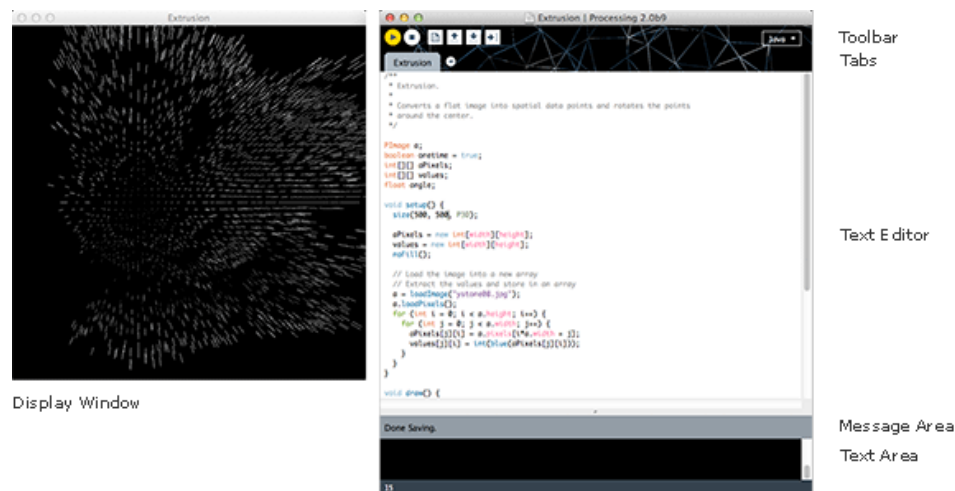 Extrusion
Extrusion | Processing 2.0b9
Java
Extrusion
/**
 * Extrusion.
 *
 * Converts a flat image into spatial data points and rotates the points
 * around the center.
 */
PImage a;
boolean onetime = true;
int[][] aPixels;
int[][] values;
float angle;
void setup() {
size(500, 500, P3D);
aPixels = new int[width][height];
values = new int[width][height];
noFill();
// Load the image into a new array
// Extract the values and store in an array
a = loadImage("ystone08.jpg");
a.loadPixels();
for (int i = 0; i < a.height; i++) {
for (int j = 0; j < a.width; j++) {
aPixels[j][i] = a.pixels[i*a.width + j];
values[j][i] = int(blue(aPixels[j][i]));
}
}
}
void draw() {
Done Saving.
15
Display Window
Toolbar
Tabs
Text Editor
Message Area
Text Area